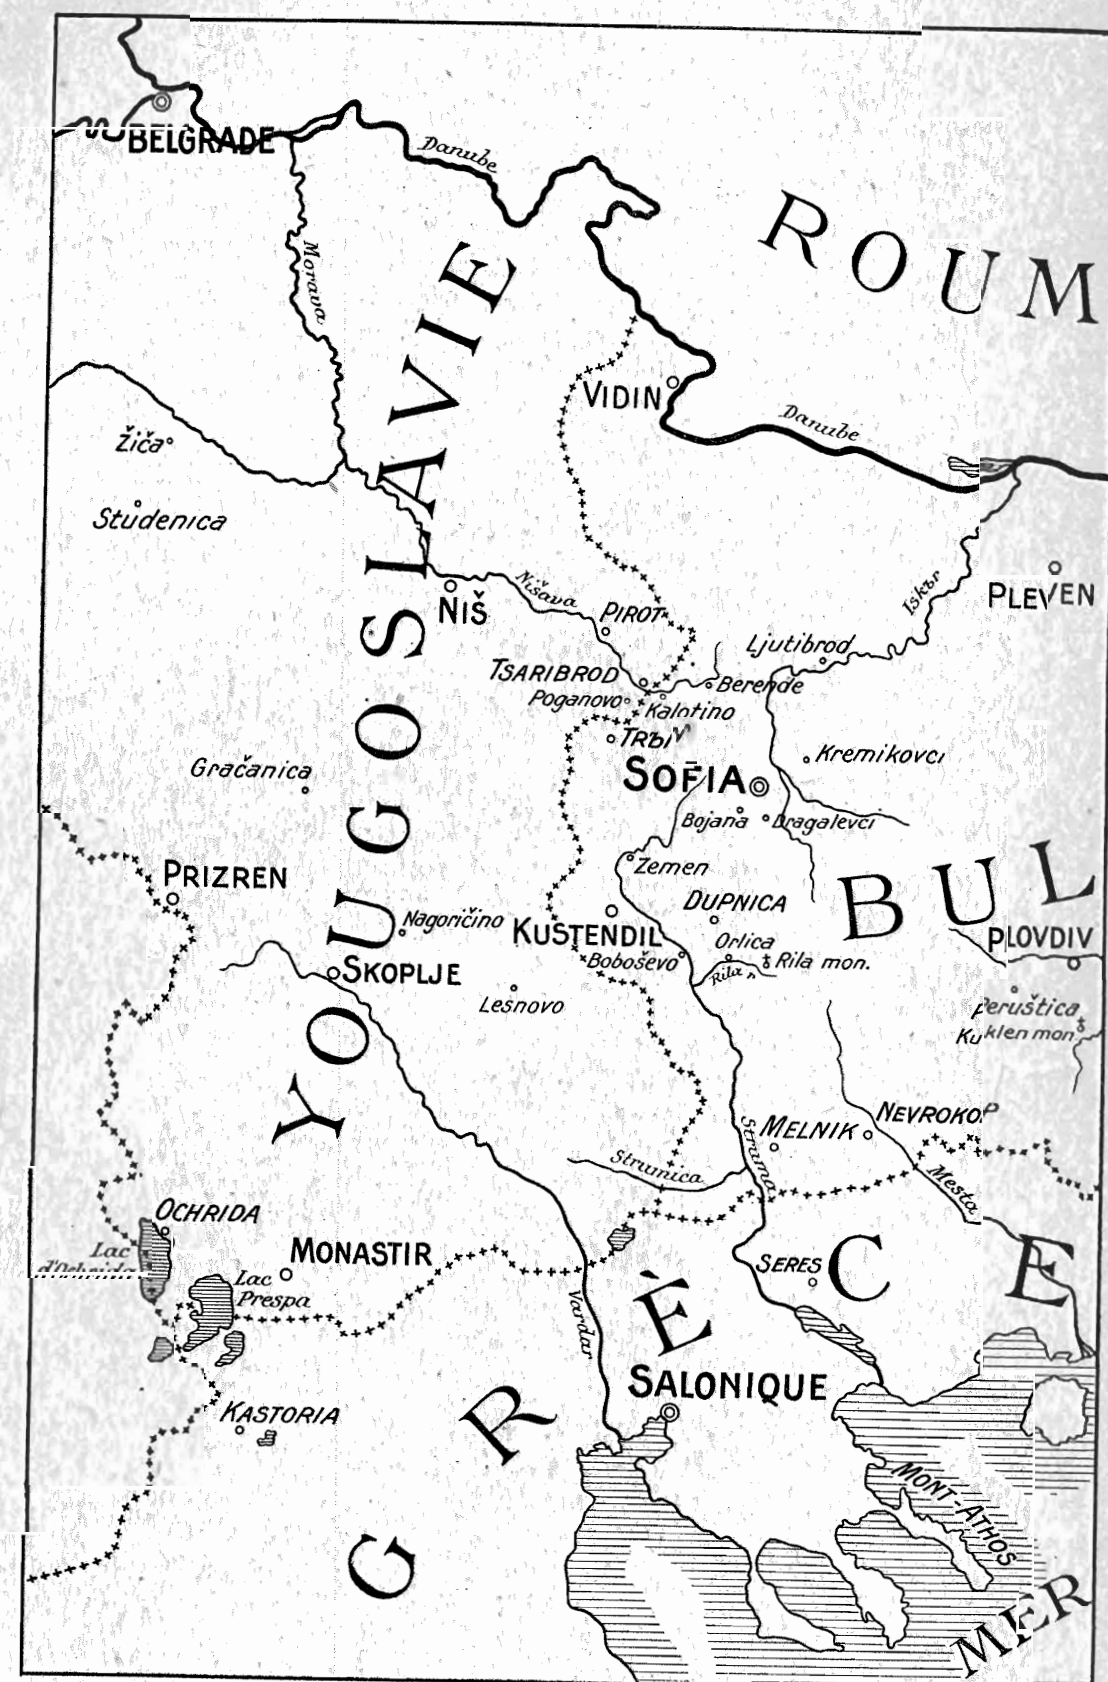 BELGRADE
Danube
ROUM
Morava
YOUGOSLAVIE
VIDIN
Danube
Žiča
Studenica
Iskъr
PLEVEN
Nišava
NIŠ
PIROT
Ljutibrod
TSARIBROD
Berende
Poganovo
Kalotino
Kremikovci
SOFIA
Gračanica
Bojana
Dragalevci
Zemen
PRIZREN
BUL
DUPNICA
Nagoričino
KUSTENDIL
PLOVDIV
Orlica
Boboševo
Rila mon.
SKOPLJE
Rila
Lesnovo
Peruštica
Kuklen mon.
NEVROKOP
MELNIK
Struma
Strumica
Mesta
OCHRIDA
Lac
d'Ochrida
MONASTIR
SERES
Lac
Prespa
GRÈCE
Vardar
SALONIQUE
KASTORIA
MONT-ATHOS
MER